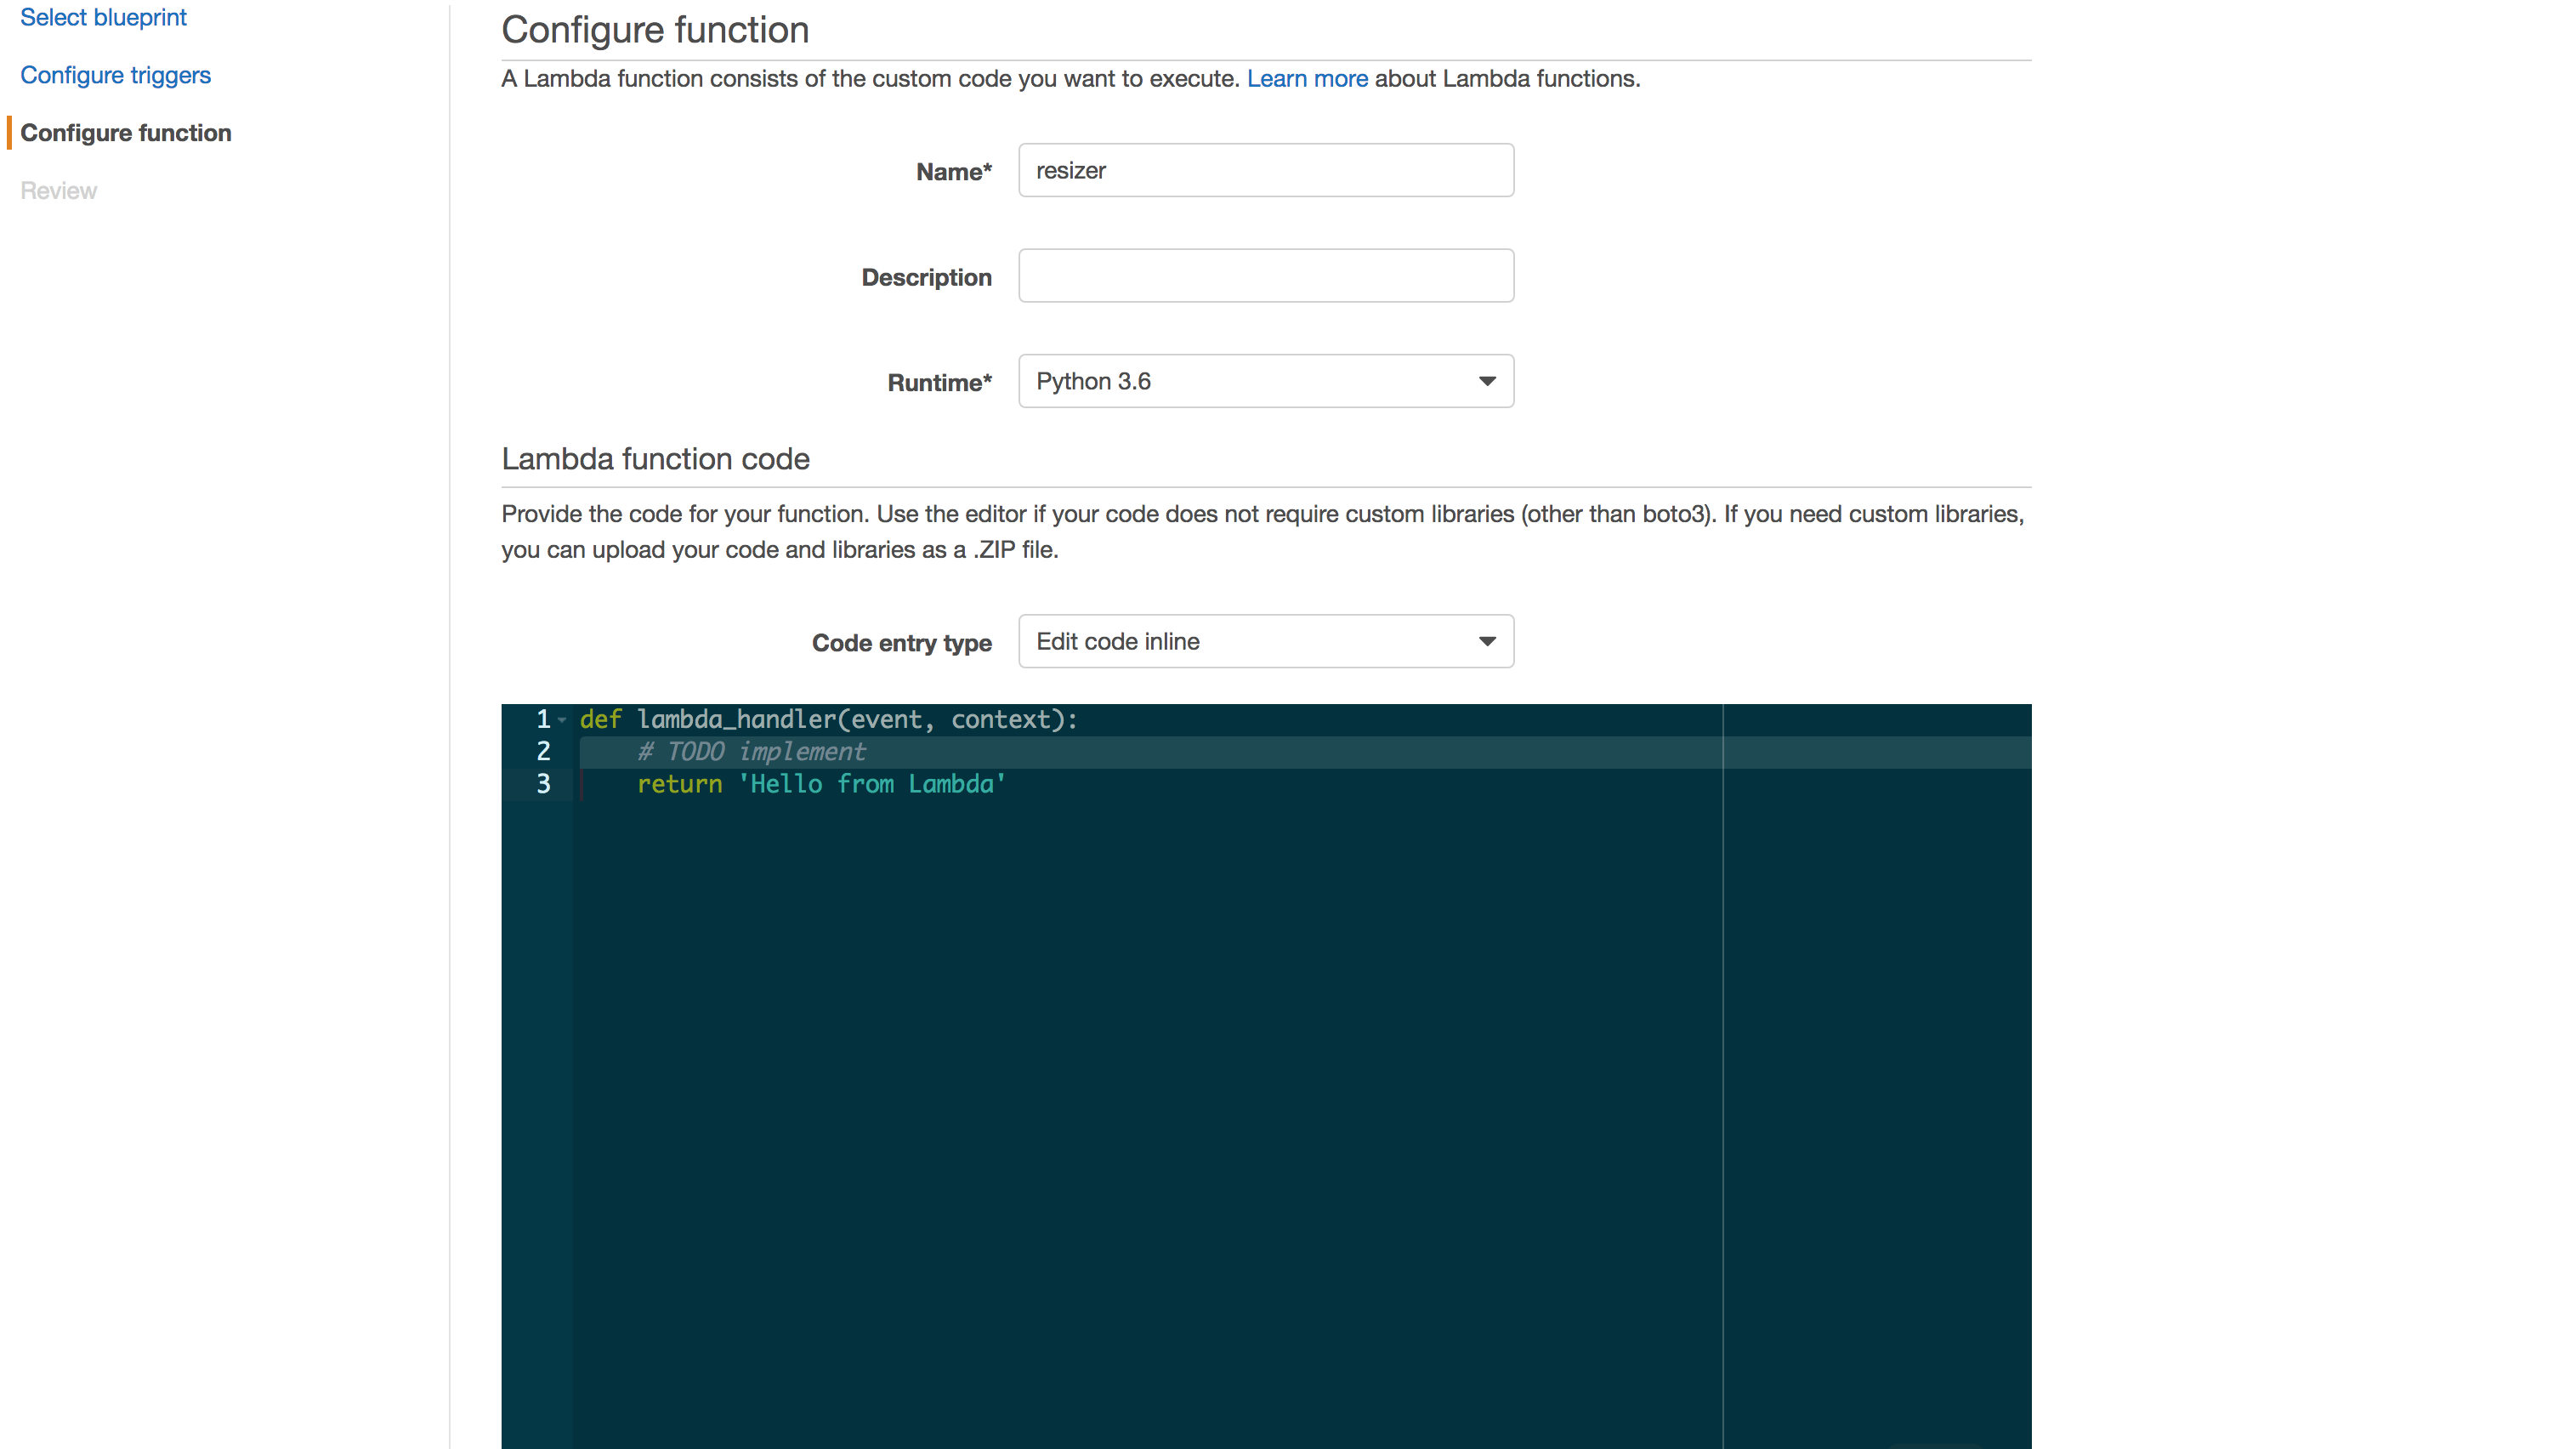 Select blueprint
Configure triggers
Configure function
Review
Configure function
A Lambda function consists of the custom code you want to execute. Learn more about Lambda functions.
Name* resizer
Description
Runtime* Python 3.6
Lambda function code
Provide the code for your function. Use the editor if your code does not require custom libraries (other than boto3). If you need custom libraries,
you can upload your code and libraries as a .ZIP file.
Code entry type Edit code inline
1 def lambda_handler(event, context):
2 # TODO implement
3 return 'Hello from Lambda'